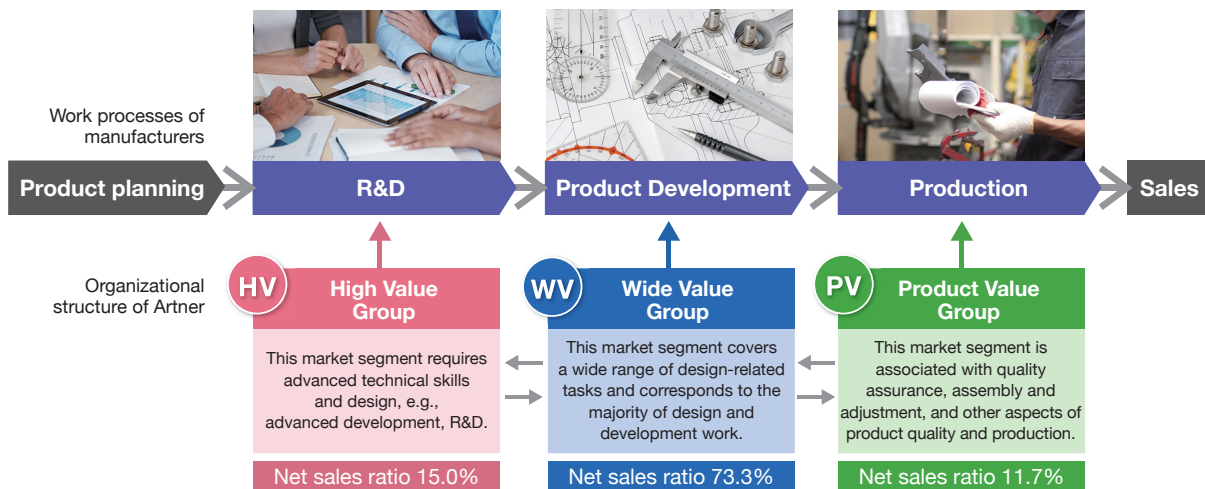 Work processes of
manufacturers
Product planning
R&D
Product Development
Production
Sales
Organizational
structure of Artner
HV
High Value
Group
This market segment requires
advanced technical skills
and design, e.g.,
advanced development, R&D.
Net sales ratio 15.0%
WV
Wide Value
Group
This market segment covers
a wide range of design-related
tasks and corresponds to the
majority of design and
development work.
Net sales ratio 73.3%
PV
Product Value
Group
This market segment is
associated with quality
assurance, assembly and
adjustment, and other aspects of
product quality and production.
Net sales ratio 11.7%